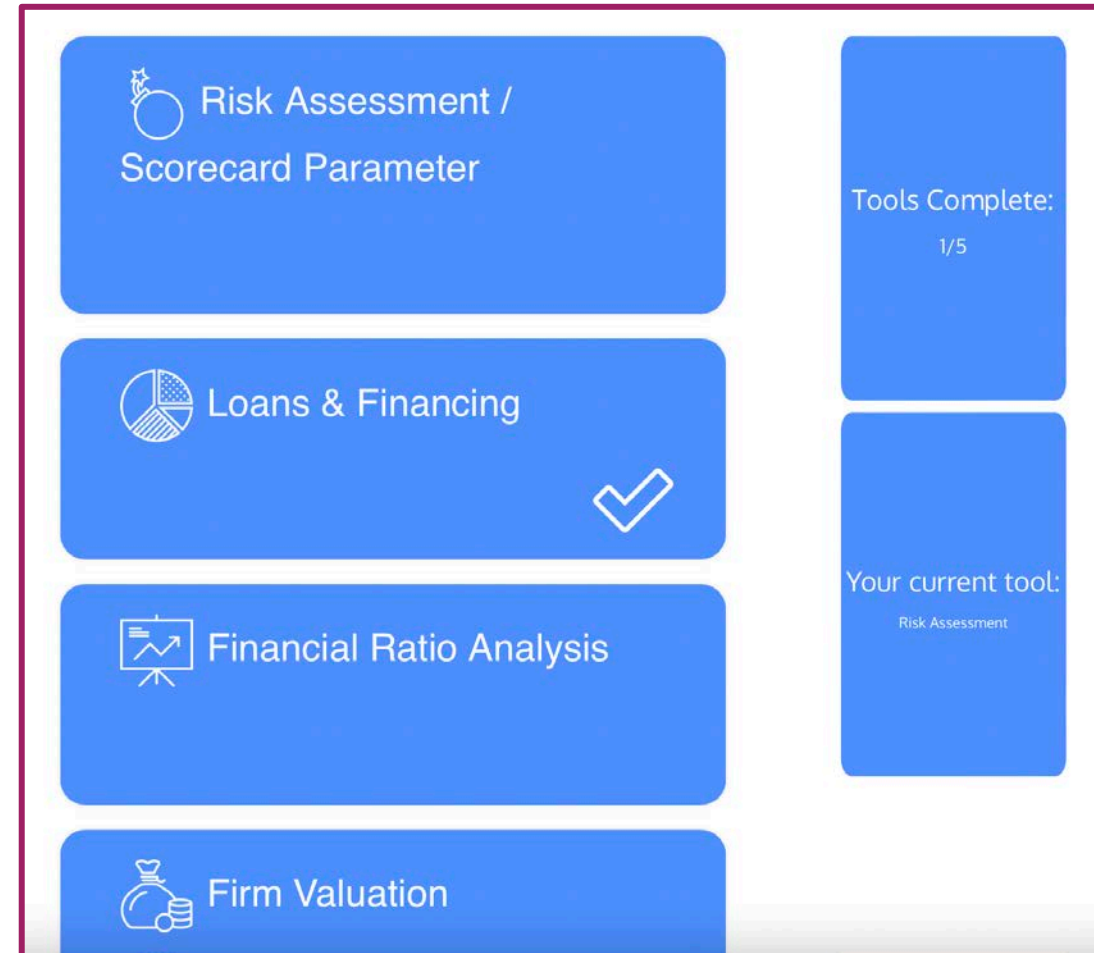 Risk Assessment /
Scorecard Parameter
Loans & Financing
Financial Ratio Analysis
Firm Valuation
Tools Complete:
1/5
Your current tool:
Risk Assessment